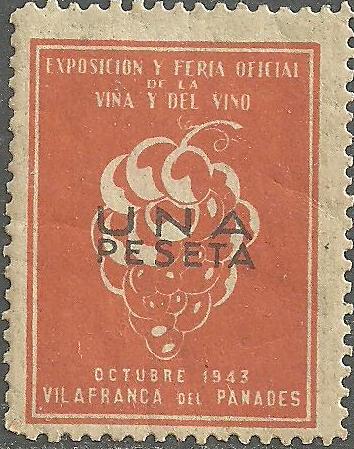 EXPOSICION Y FERIA OFICIAL
DE LA
VIÑA Y DEL VINO
UNA
PESETA
OCTUBRE 1943
VILAFRANCA DEL PANADES